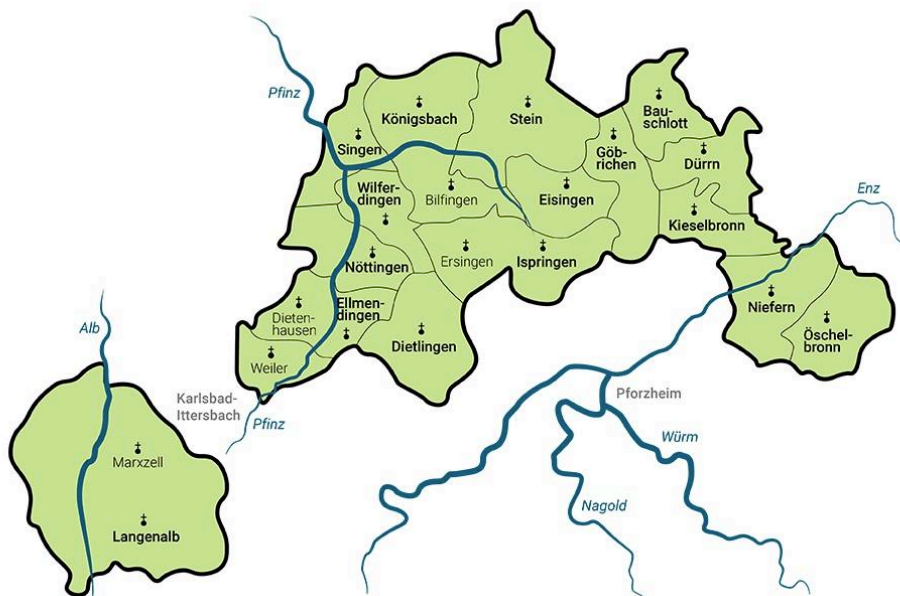 Pfinz
Königsbach
Stein
Bau-
schlott
Singen
Göb-
richen
Dürrn
Wilfer-
dingen
Bilfingen
Eisingen
Enz
Kieselbronn
Nöttingen
Ersingen
Ispringen
Niefern
Dieten-
hausen
Ellmen-
dingen
Öschel-
bronn
Alb
Dietlingen
Weiler
Karlsbad-
Ittersbach
Pfinz
Pforzheim
Würm
Marxzell
Nagold
Langenalb